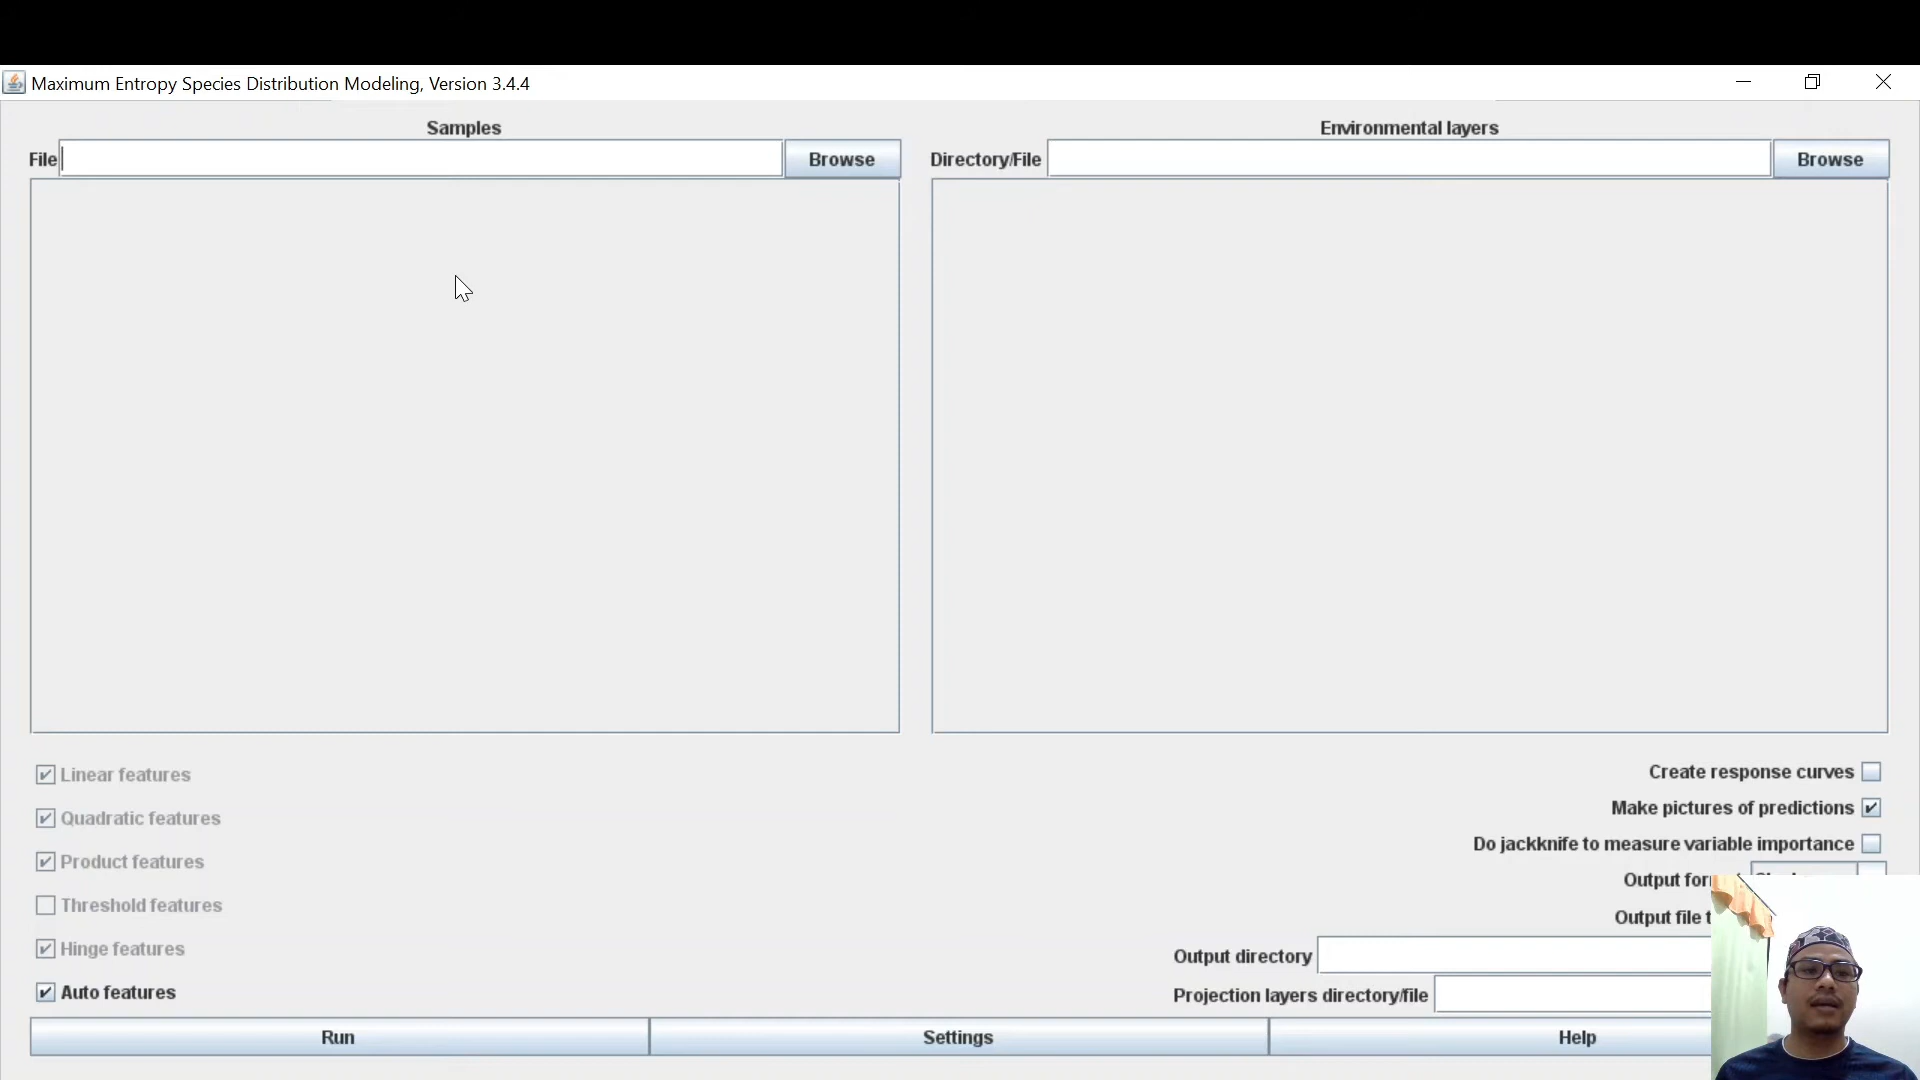 Maximum Entropy Species Distribution Modeling, Version 3.4.4
Samples
File
Browse
Environmental layers
Directory/File
Browse
Linear features
Quadratic features
Product features
Threshold features
Hinge features
Auto features
Create response curves
Make pictures of predictions
Do jackknife to measure variable importance
Output for
Output file
Output directory
Projection layers directory/file
Run
Settings
Help